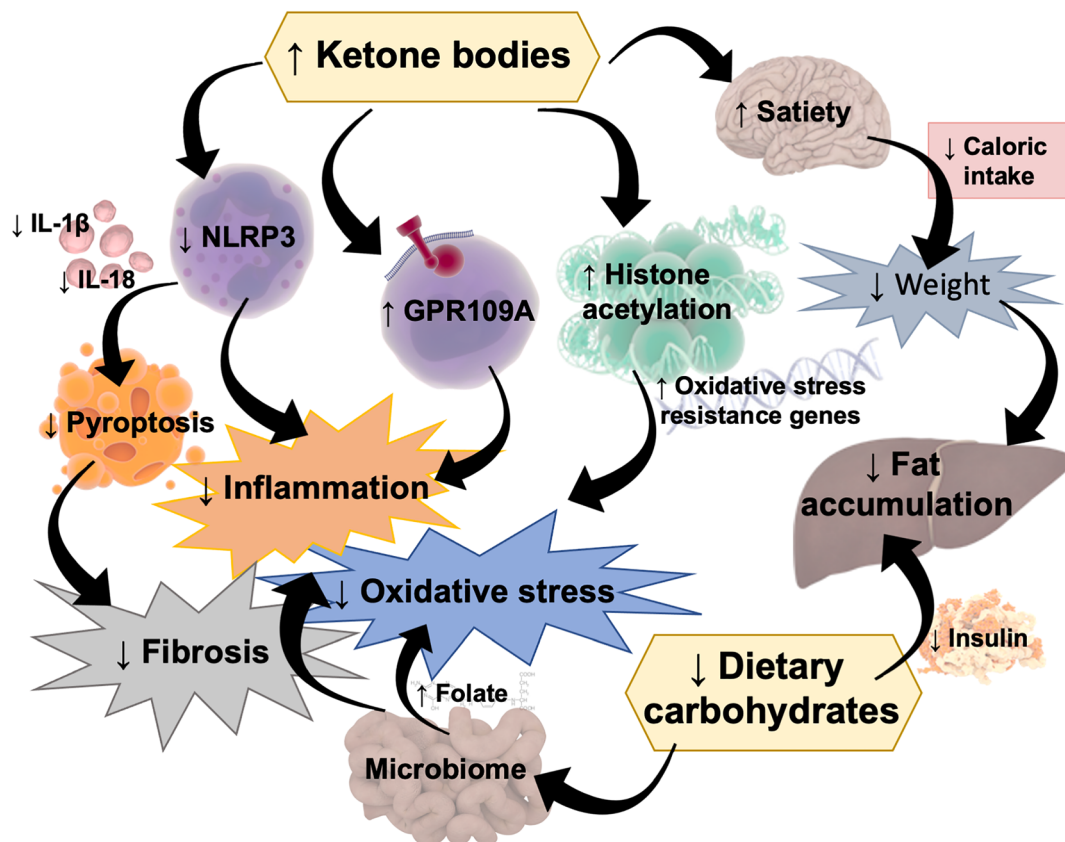 ↑ Ketone bodies
↑ Satiety
↓ Caloric
intake
↓ IL-1β
↓ NLRP3
↓ IL-18
↑ GPR109A
↑ Histone
acetylation
↓ Weight
↑ Oxidative stress
resistance genes
↓ Pyroptosis
↓ Inflammation
↓ Fat
accumulation
↓ Oxidative stress
↓ Fibrosis
↓ Insulin
↓ Dietary
carbohydrates
↑ Folate
Microbiome